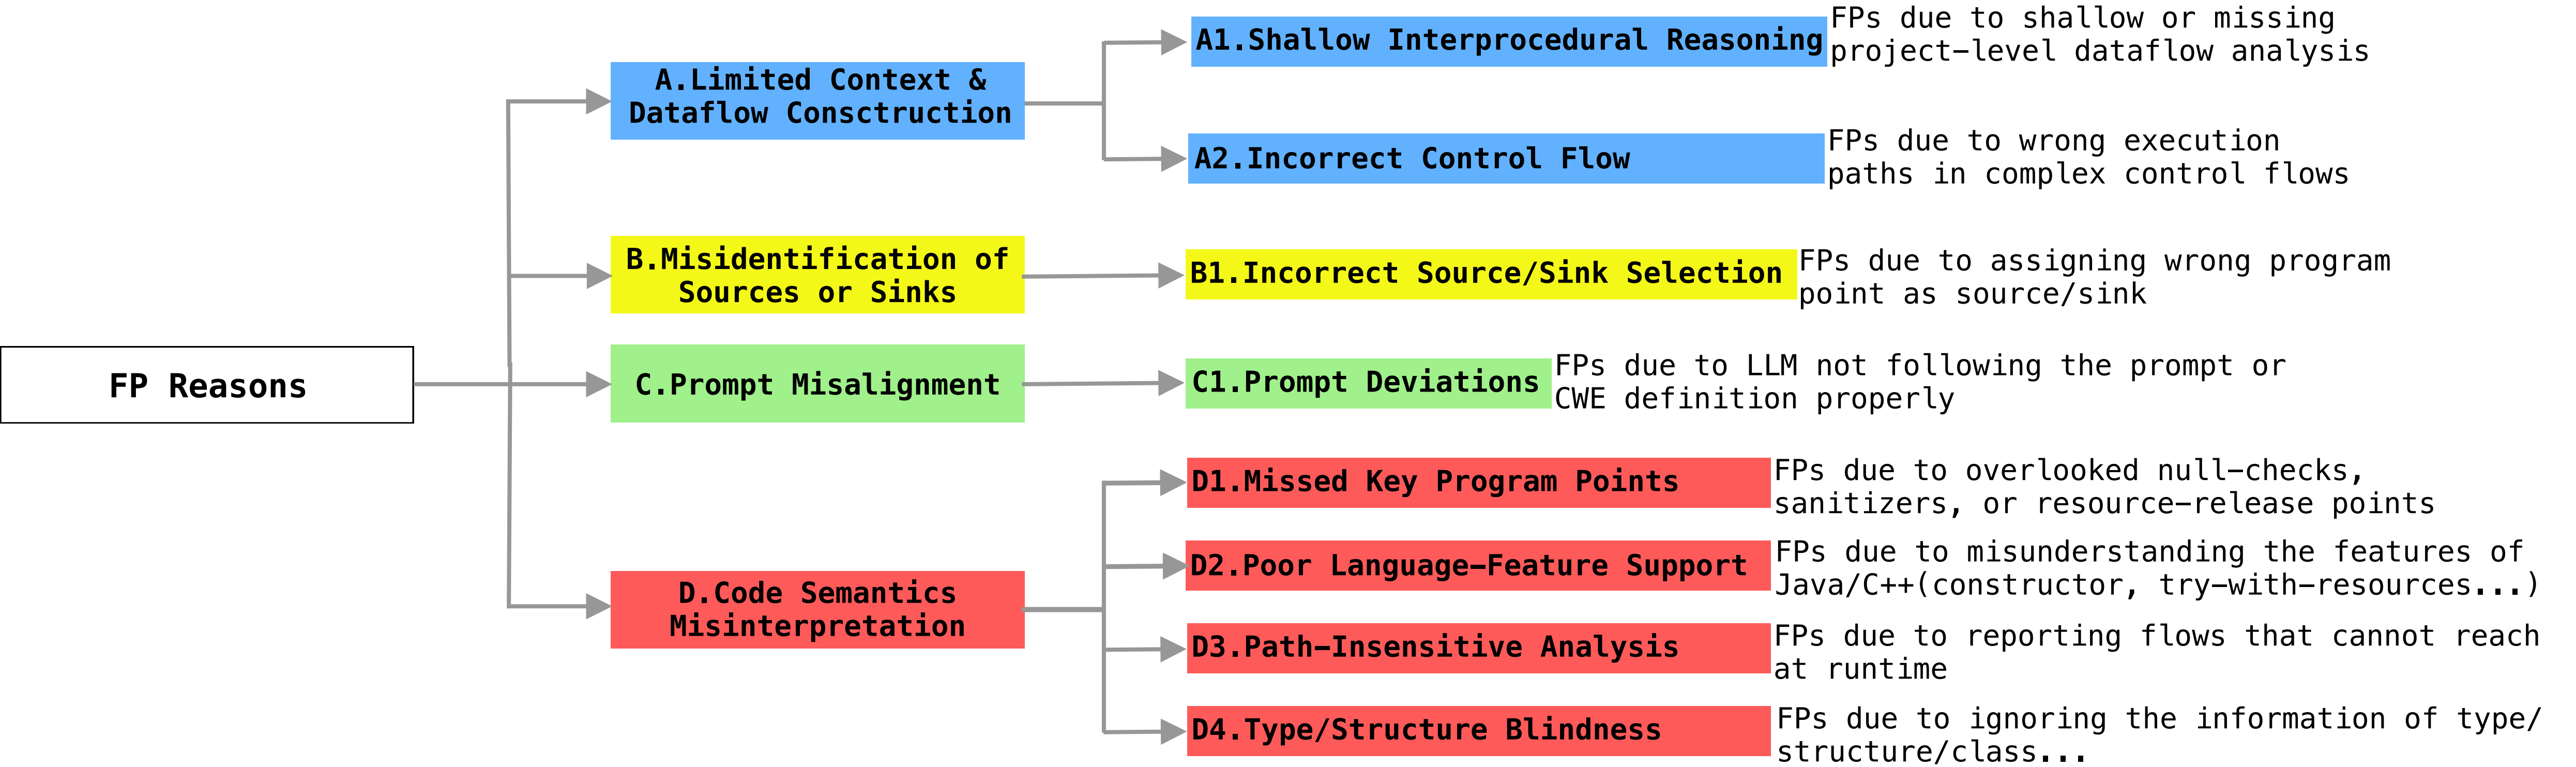 FP Reasons
A.Limited Context &
Dataflow Consctruction
A1.Shallow Interprocedural Reasoning
FPs due to shallow or missing
project-level dataflow analysis
A2.Incorrect Control Flow
FPs due to wrong execution
paths in complex control flows
B.Misidentification of
Sources or Sinks
B1.Incorrect Source/Sink Selection
FPs due to assigning wrong program
point as source/sink
C.Prompt Misalignment
C1.Prompt Deviations
FPs due to LLM not following the prompt or
CWE definition properly
D.Code Semantics
Misinterpretation
D1.Missed Key Program Points
FPs due to overlooked null-checks,
sanitizers, or resource-release points
D2.Poor Language-Feature Support
FPs due to misunderstanding the features of
Java/C++(constructor, try-with-resources...)
D3.Path-Insensitive Analysis
FPs due to reporting flows that cannot reach
at runtime
D4.Type/Structure Blindness
FPs due to ignoring the information of type/
structure/class...